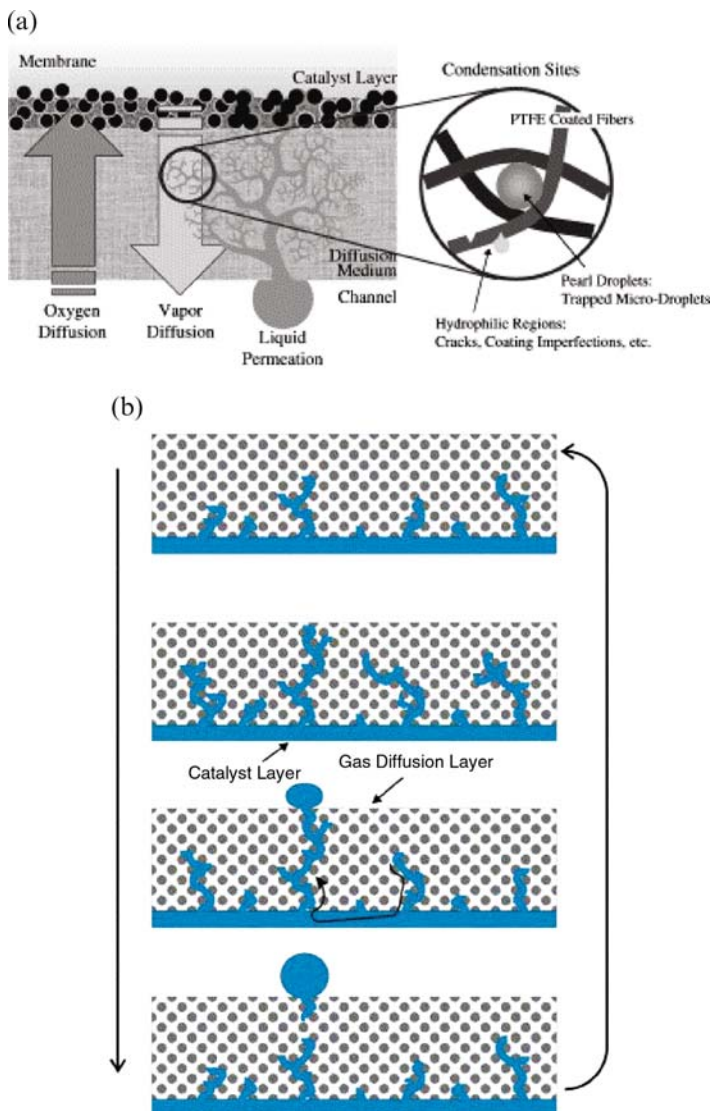 (a)
Membrane
Catalyst Layer
Condensation Sites
PTFE Coated Fibers
Diffusion
Medium
Channel
Oxygen
Diffusion
Vapor
Diffusion
Liquid
Permeation
Pearl Droplets:
Trapped Micro-Droplets
Hydrophilic Regions:
Cracks, Coating Imperfections, etc.
(b)
Catalyst Layer
Gas Diffusion Layer